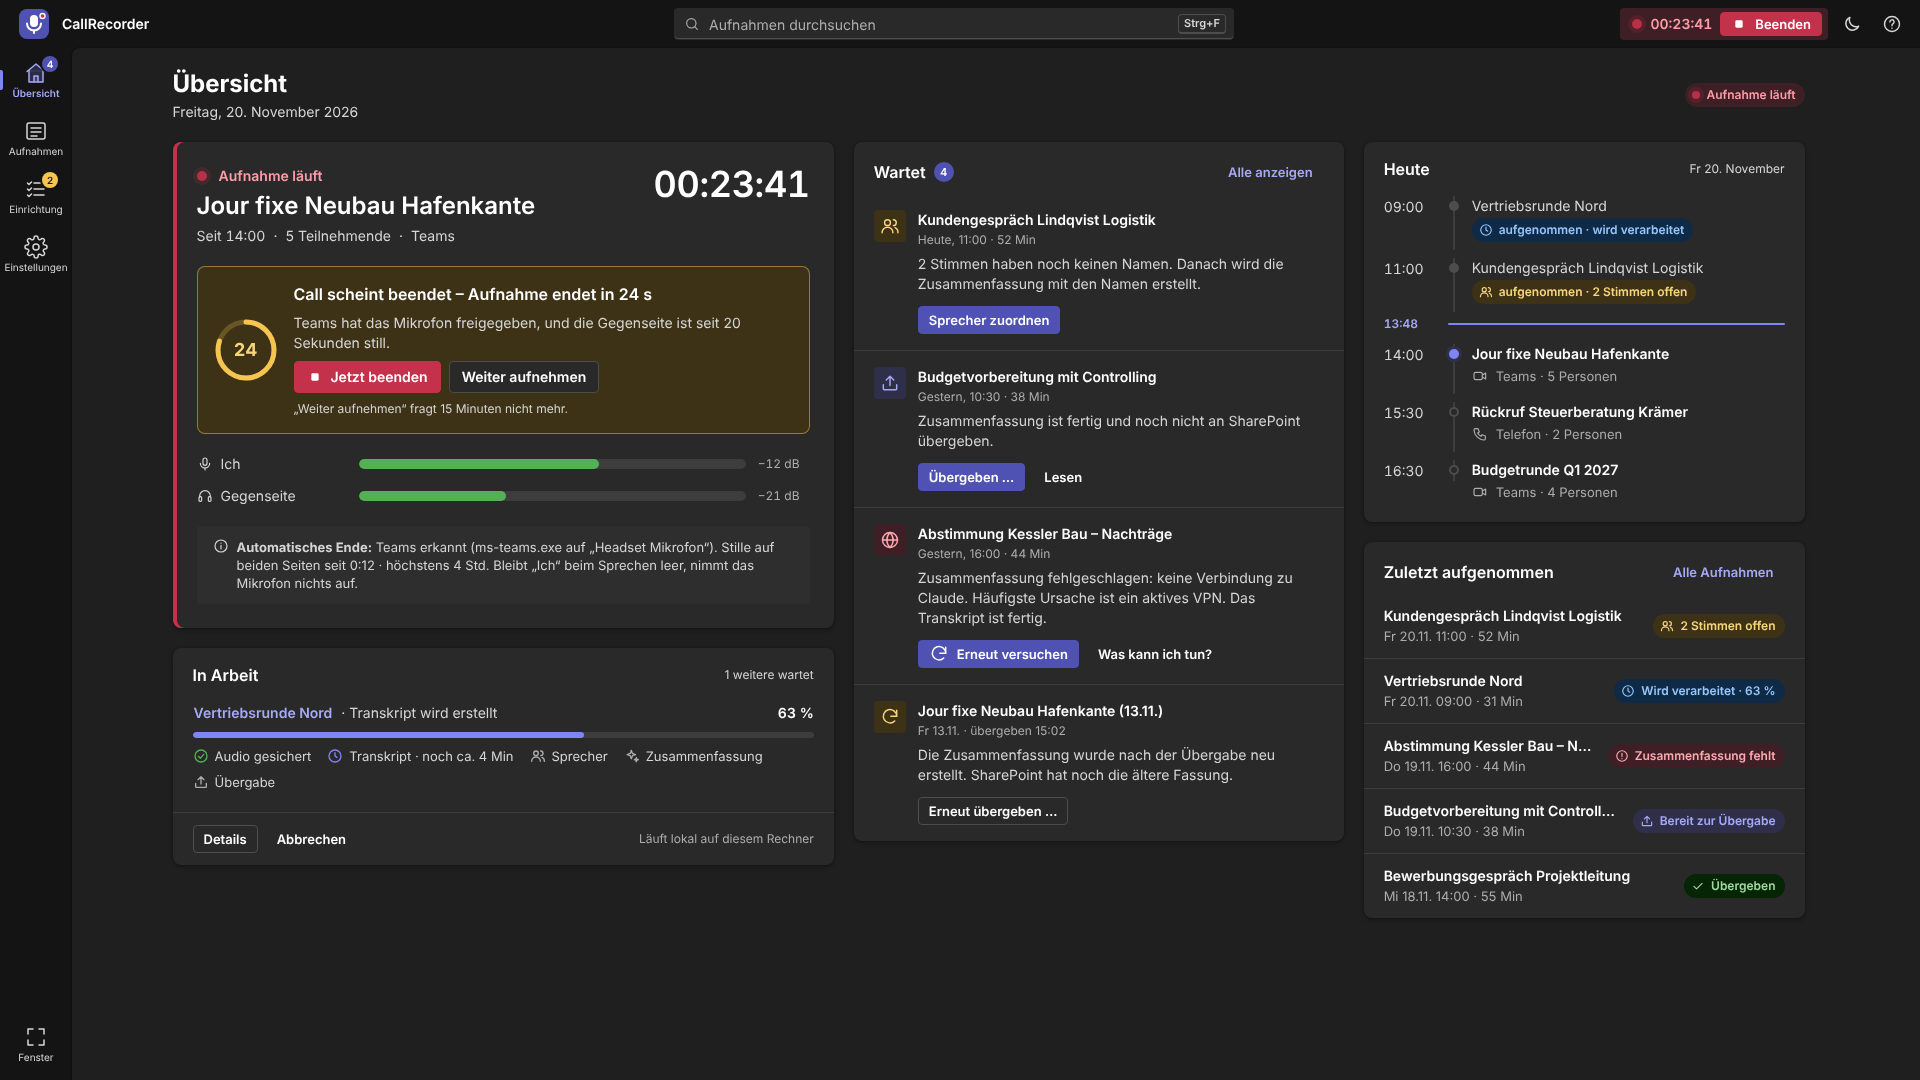 CallRecorder
Aufnahmen durchsuchen
Strg+F
00:23:41
Beenden
4
Übersicht
Aufnahmen
2
Einrichtung
Einstellungen
Fenster
Übersicht
Freitag, 20. November 2026
Aufnahme läuft
Aufnahme läuft
00:23:41
Jour fixe Neubau Hafenkante
Seit 14:00 · 5 Teilnehmende · Teams
Call scheint beendet – Aufnahme endet in 24 s
24
Teams hat das Mikrofon freigegeben, und die Gegenseite ist seit 20
Sekunden still.
Jetzt beenden
Weiter aufnehmen
„Weiter aufnehmen“ fragt 15 Minuten nicht mehr.
Ich
−12 dB
Gegenseite
−21 dB
Automatisches Ende: Teams erkannt (ms-teams.exe auf „Headset Mikrofon“). Stille auf
beiden Seiten seit 0:12 · höchstens 4 Std. Bleibt „Ich“ beim Sprechen leer, nimmt das
Mikrofon nichts auf.
In Arbeit
1 weitere wartet
Vertriebsrunde Nord · Transkript wird erstellt
63 %
Audio gesichert
Transkript · noch ca. 4 Min
Sprecher
Zusammenfassung
Übergabe
Details
Abbrechen
Läuft lokal auf diesem Rechner
Wartet
4
Alle anzeigen
Kundengespräch Lindqvist Logistik
Heute, 11:00 · 52 Min
2 Stimmen haben noch keinen Namen. Danach wird die
Zusammenfassung mit den Namen erstellt.
Sprecher zuordnen
Budgetvorbereitung mit Controlling
Gestern, 10:30 · 38 Min
Zusammenfassung ist fertig und noch nicht an SharePoint
übergeben.
Übergeben ...
Lesen
Abstimmung Kessler Bau – Nachträge
Gestern, 16:00 · 44 Min
Zusammenfassung fehlgeschlagen: keine Verbindung zu
Claude. Häufigste Ursache ist ein aktives VPN. Das
Transkript ist fertig.
Erneut versuchen
Was kann ich tun?
Jour fixe Neubau Hafenkante (13.11.)
Fr 13.11. · übergeben 15:02
Die Zusammenfassung wurde nach der Übergabe neu
erstellt. SharePoint hat noch die ältere Fassung.
Erneut übergeben ...
Heute
Fr 20. November
09:00
Vertriebsrunde Nord
aufgenommen · wird verarbeitet
11:00
Kundengespräch Lindqvist Logistik
aufgenommen · 2 Stimmen offen
13:48
14:00
Jour fixe Neubau Hafenkante
Teams · 5 Personen
15:30
Rückruf Steuerberatung Krämer
Telefon · 2 Personen
16:30
Budgetrunde Q1 2027
Teams · 4 Personen
Zuletzt aufgenommen
Alle Aufnahmen
Kundengespräch Lindqvist Logistik
Fr 20.11. 11:00 · 52 Min
2 Stimmen offen
Vertriebsrunde Nord
Fr 20.11. 09:00 · 31 Min
Wird verarbeitet · 63 %
Abstimmung Kessler Bau – N...
Do 19.11. 16:00 · 44 Min
Zusammenfassung fehlt
Budgetvorbereitung mit Controll...
Do 19.11. 10:30 · 38 Min
Bereit zur Übergabe
Bewerbungsgespräch Projektleitung
Mi 18.11. 14:00 · 55 Min
Übergeben